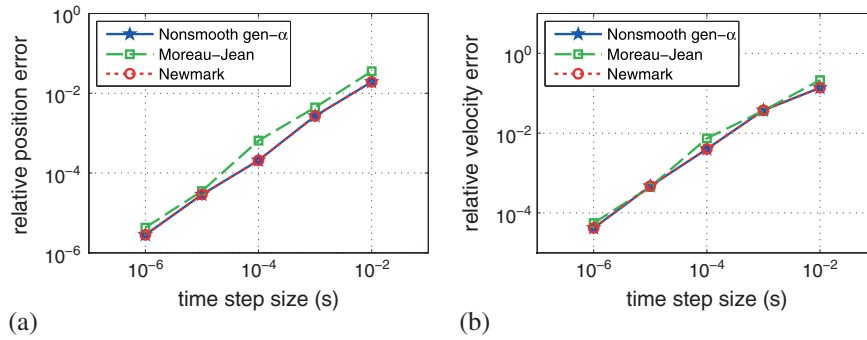 10^0
10^−2
10^−4
10^−6
relative position error
Nonsmooth gen−α
Moreau−Jean
Newmark
10^−6
10^−4
10^−2
time step size (s)
(a)
10^0
10^−2
10^−4
relative velocity error
Nonsmooth gen−α
Moreau−Jean
Newmark
10^−6
10^−4
10^−2
time step size (s)
(b)